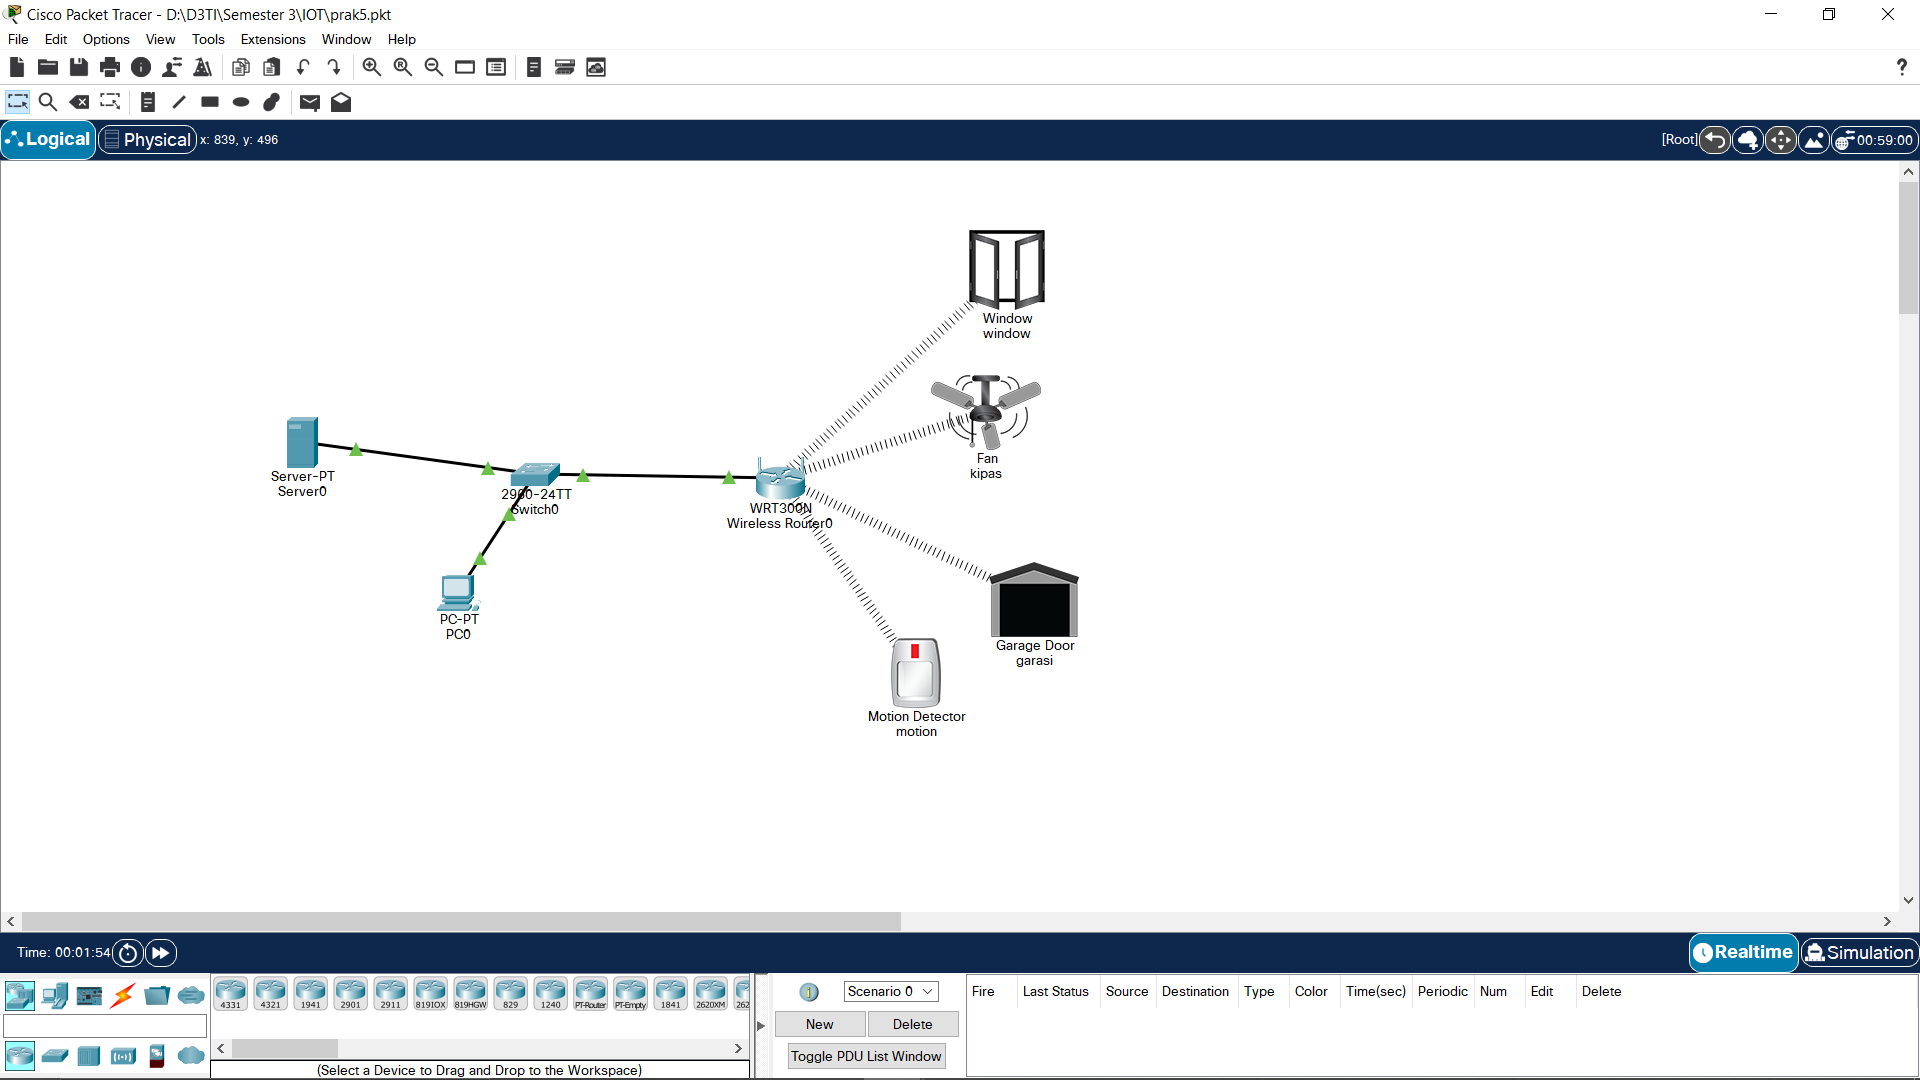 Cisco Packet Tracer - D:\D3TI\Semester 3\IOT\prak5.pkt
File Edit Options View Tools Extensions Window Help
Logical Physical x: 839, y: 496 [Root] 00:59:00
Window
window
Fan
kipas
Server-PT
Server0
2960-24TT
Switch0
WRT300N
Wireless Router0
PC-PT
PC0
Garage Door
garasi
Motion Detector
motion
Time: 00:01:54 Realtime Simulation
4331 4321 1941 2901 2911 819IOX 819HGW 829 1240 PT-Router PT-Empty 1841 2620XM 262
Scenario 0
New Delete
Toggle PDU List Window
Fire Last Status Source Destination Type Color Time(sec) Periodic Num Edit Delete
(Select a Device to Drag and Drop to the Workspace)